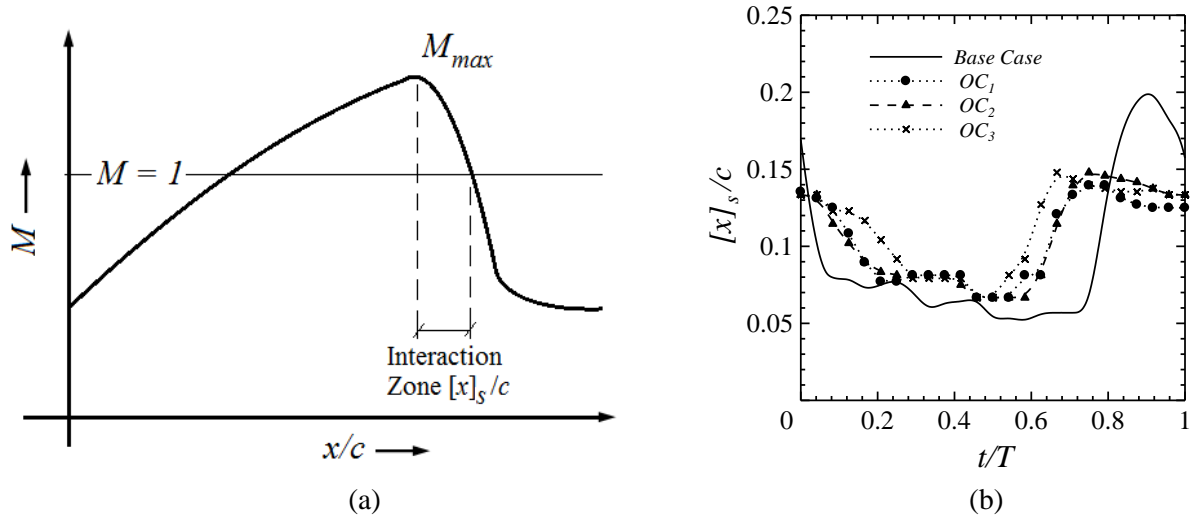 M_max
M = 1
M
Interaction
Zone [x]_s/c
x/c
(a)
0.25
0.2
0.15
0.1
0.05
0
0.2
0.4
0.6
0.8
1
[x]_s/c
t/T
Base Case
OC_1
OC_2
OC_3
(b)